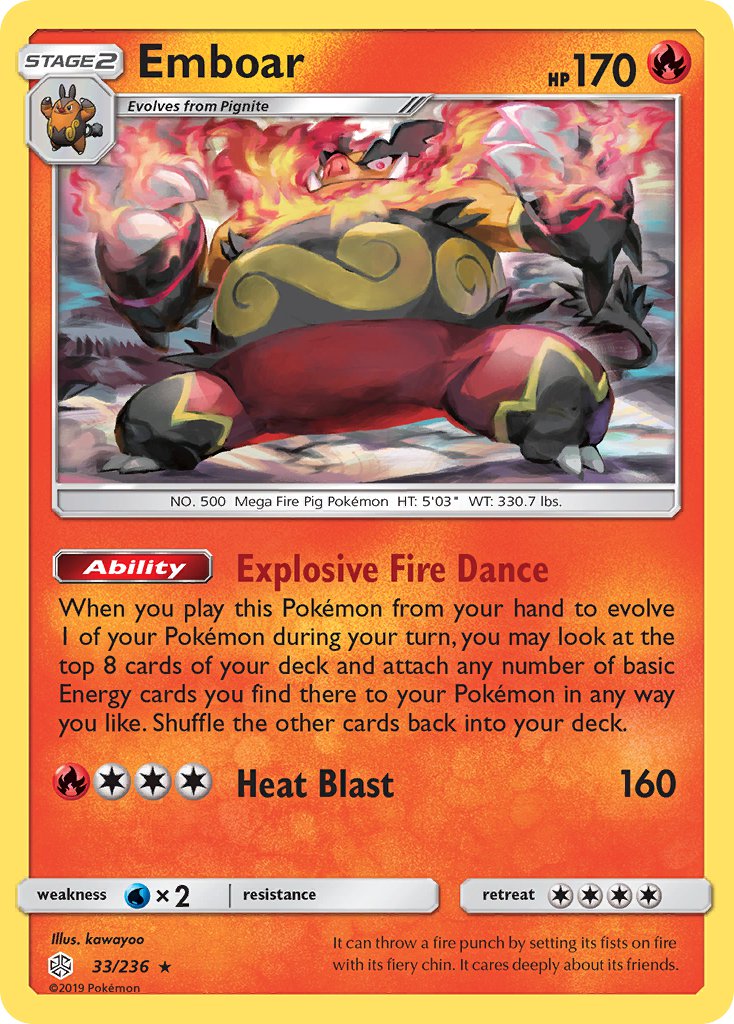 STAGE2
Emboar
HP 170
Evolves from Pignite
NO. 500 Mega Fire Pig Pokémon HT: 5'03" WT: 330.7 lbs.
Ability Explosive Fire Dance
When you play this Pokémon from your hand to evolve
1 of your Pokémon during your turn, you may look at the
top 8 cards of your deck and attach any number of basic
Energy cards you find there to your Pokémon in any way
you like. Shuffle the other cards back into your deck.
Heat Blast 160
weakness ×2 resistance retreat
Illus. kawayoo
33/236 ★
©2019 Pokémon
It can throw a fire punch by setting its fists on fire
with its fiery chin. It cares deeply about its friends.